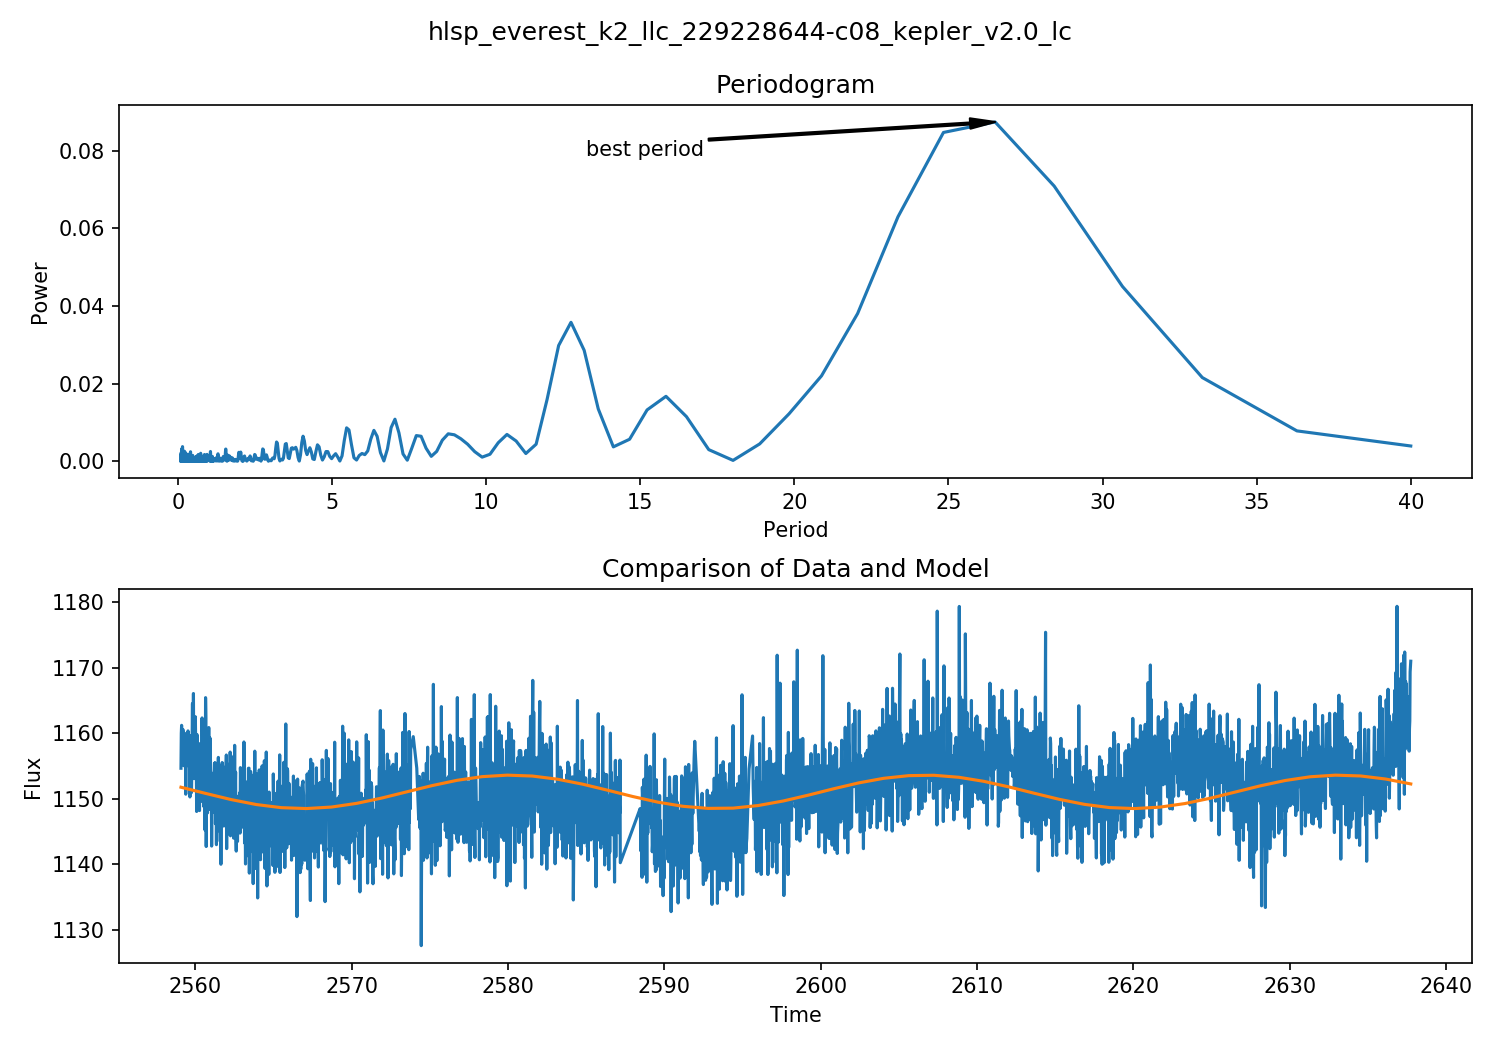 hlsp_everest_k2_llc_229228644-c08_kepler_v2.0_lc
Periodogram
best period
Power
0.08
0.06
0.04
0.02
0.00
0 5 10 15 20 25 30 35 40
Period
Comparison of Data and Model
Flux
1180
1170
1160
1150
1140
1130
2560 2570 2580 2590 2600 2610 2620 2630 2640
Time